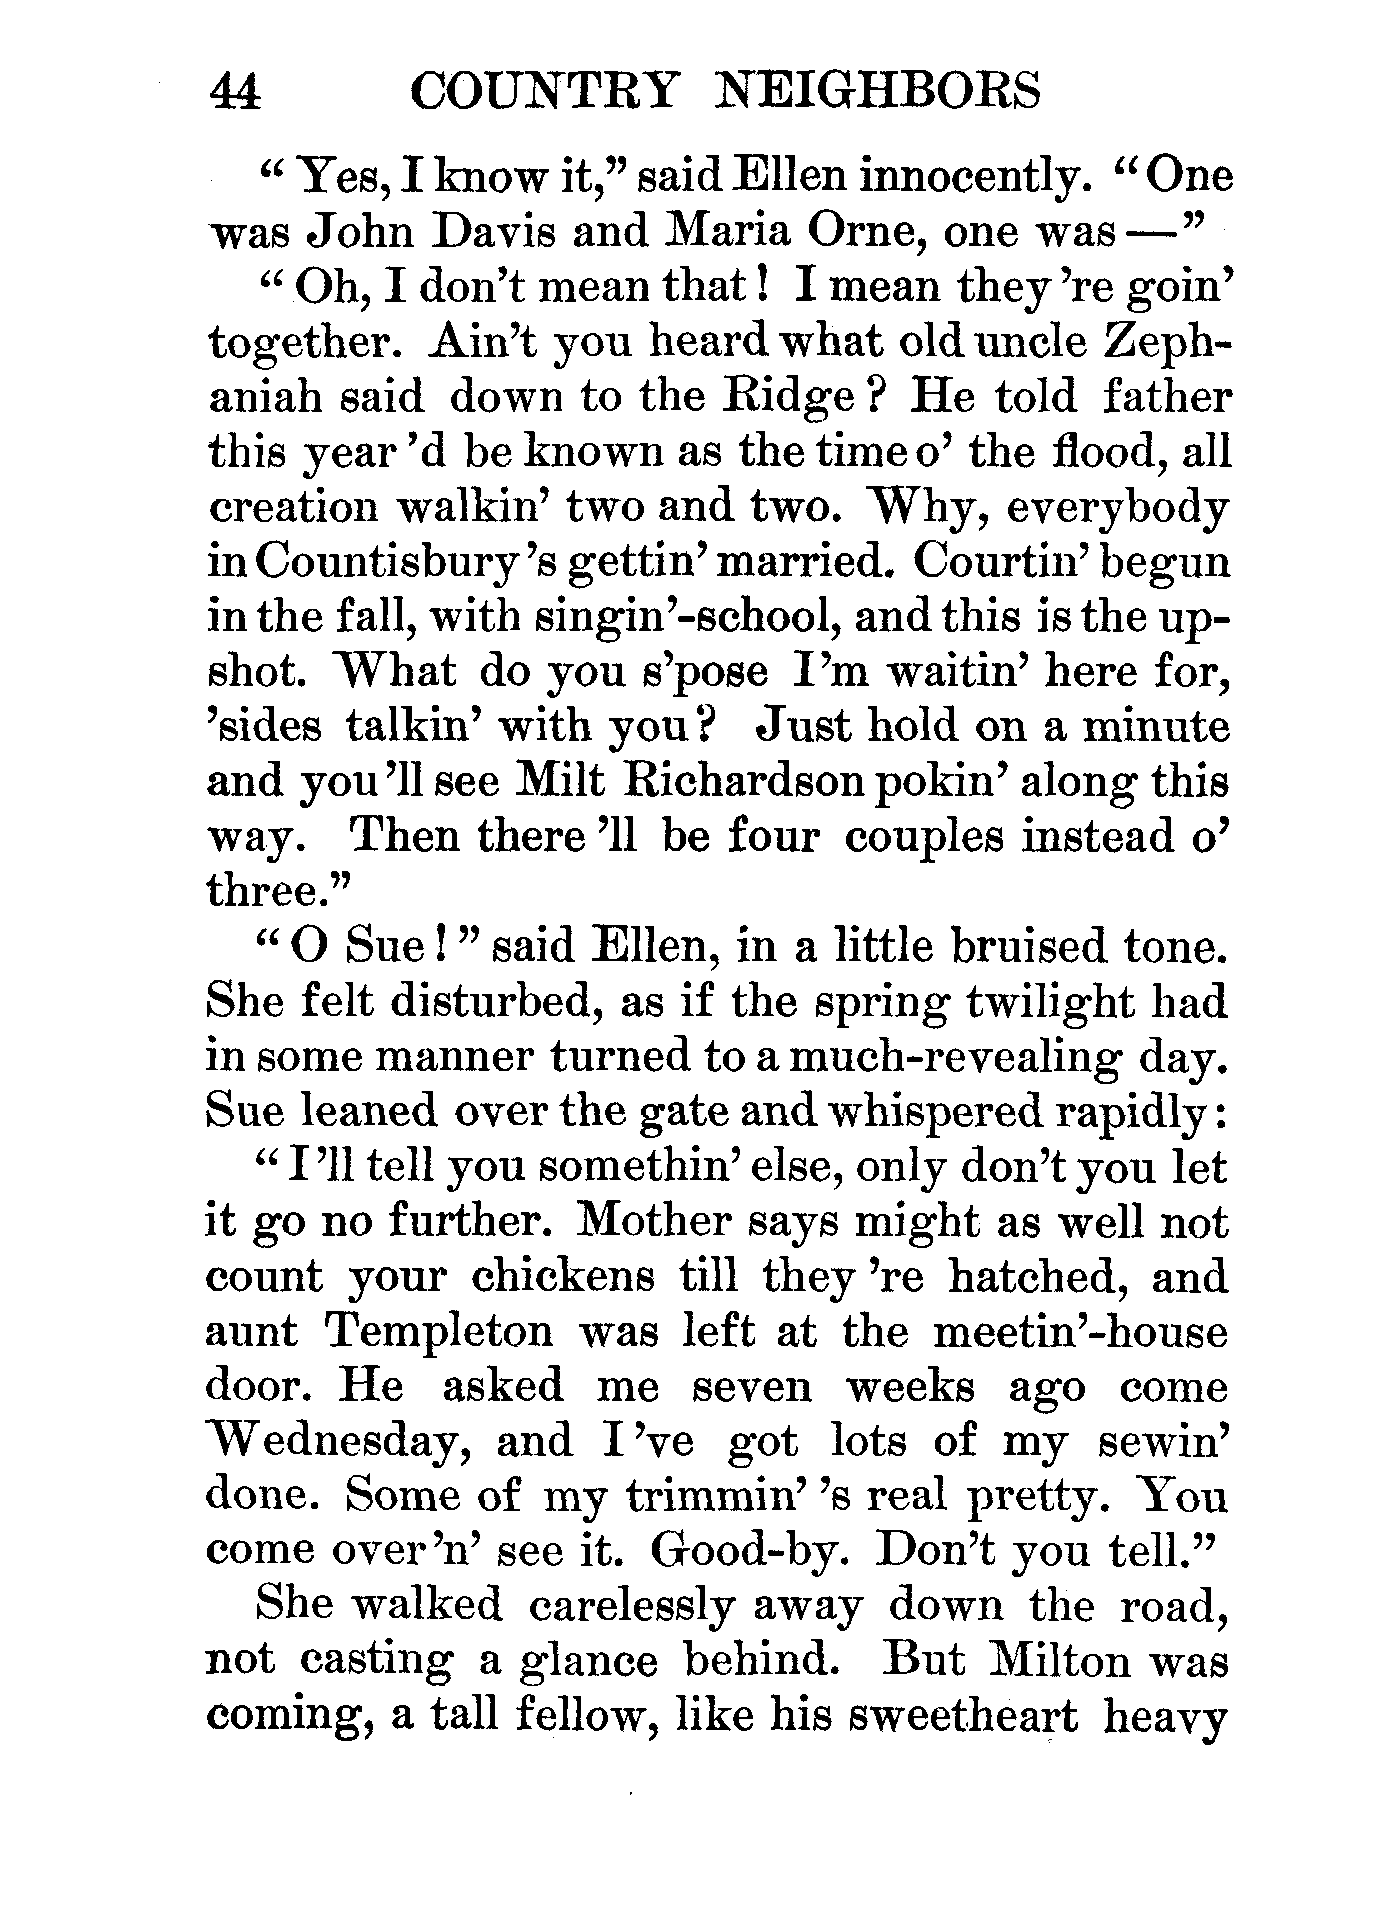 44 COUNTRY NEIGHBORS
“ Yes, I know it,” said Ellen innocently. “ One
was John Davis and Maria Orne, one was — ”
“ Oh, I don’t mean that ! I mean they ’re goin’
together. Ain’t you heard what old uncle Zeph-
aniah said down to the Ridge ? He told father
this year ’d be known as the time o’ the flood, all
creation walkin’ two and two. Why, everybody
in Countisbury ’s gettin’ married. Courtin’ begun
in the fall, with singin’-school, and this is the up-
shot. What do you s’pose I ’m waitin’ here for,
’sides talkin’ with you ? Just hold on a minute
and you ’ll see Milt Richardson pokin’ along this
way. Then there ’ll be four couples instead o’
three.”
“ O Sue ! ” said Ellen, in a little bruised tone.
She felt disturbed, as if the spring twilight had
in some manner turned to a much-revealing day.
Sue leaned over the gate and whispered rapidly :
“ I ’ll tell you somethin’ else, only don’t you let
it go no further. Mother says might as well not
count your chickens till they ’re hatched, and
aunt Templeton was left at the meetin’-house
door. He asked me seven weeks ago come
Wednesday, and I ’ve got lots of my sewin’
done. Some of my trimmin’ ’s real pretty. You
come over ’n’ see it. Good-by. Don’t you tell.”
She walked carelessly away down the road,
not casting a glance behind. But Milton was
coming, a tall fellow, like his sweetheart heavy